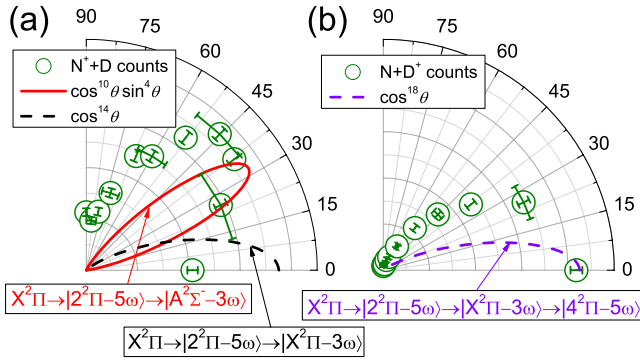 (a)
90
75
60
45
30
15
0
N⁺+D counts
cos¹⁰θ sin⁴θ
cos¹⁴θ
X²Π→|2²Π−5ω⟩→|A²Σ⁻−3ω⟩
X²Π→|2²Π−5ω⟩→|X²Π−3ω⟩
(b)
90
75
60
45
30
15
0
N+D⁺ counts
cos¹⁸θ
X²Π→|2²Π−5ω⟩→|X²Π−3ω⟩→|4²Π−5ω⟩